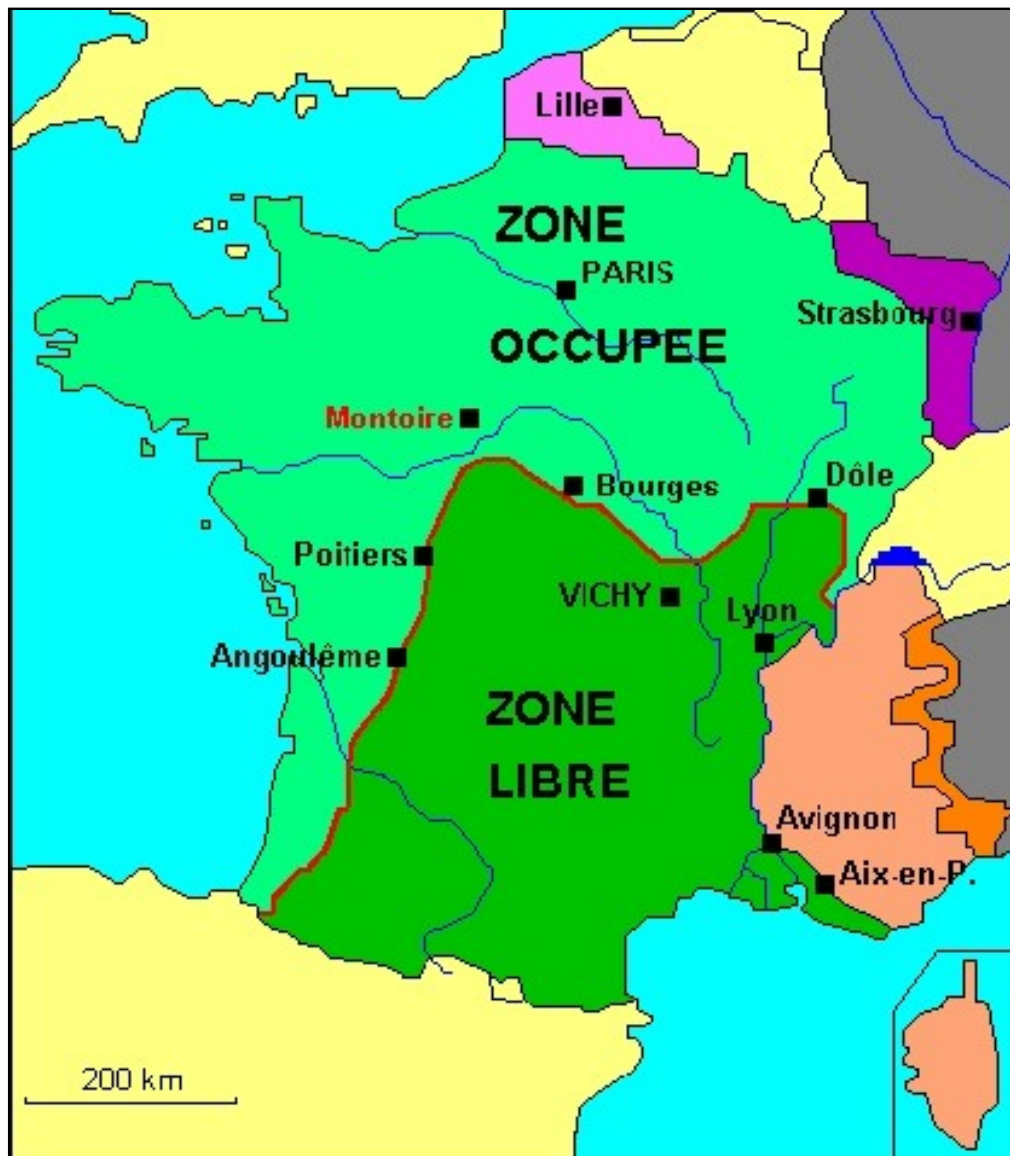 Lille
ZONE
PARIS
Strasbourg
OCCUPEE
Montoire
Dôle
Bourges
Poitiers
VICHY
Lyon
Angoulême
ZONE
LIBRE
Avignon
Aix-en-P.
200 km